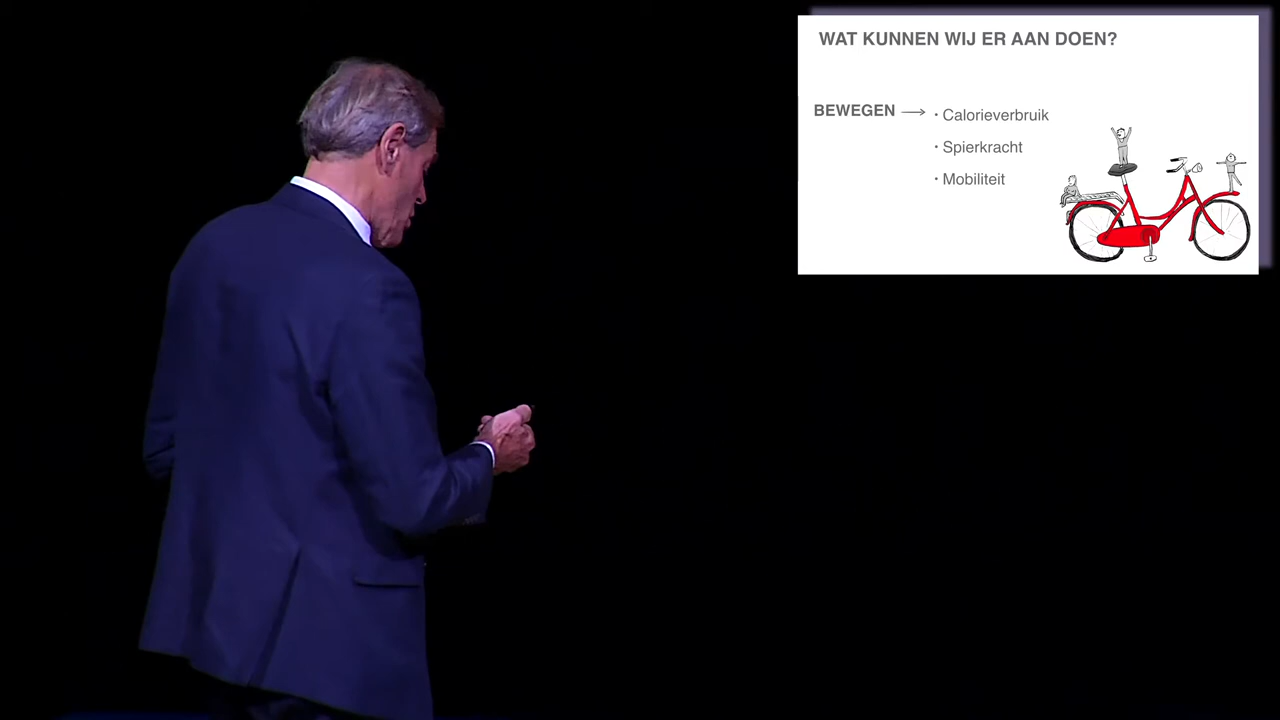 WAT KUNNEN WIJ ER AAN DOEN?
BEWEGEN → · Calorieverbruik
· Spierkracht
· Mobiliteit